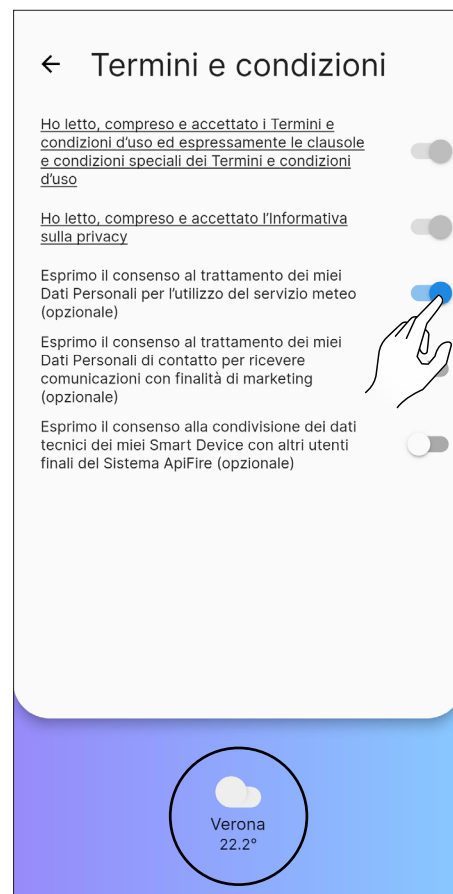 Termini e condizioni
Ho letto, compreso e accettato i Termini e
condizioni d’uso ed espressamente le clausole
e condizioni speciali dei Termini e condizioni
d’uso
Ho letto, compreso e accettato l’Informativa
sulla privacy
Esprimo il consenso al trattamento dei miei
Dati Personali per l’utilizzo del servizio meteo
(opzionale)
Esprimo il consenso al trattamento dei miei
Dati Personali di contatto per ricevere
comunicazioni con finalità di marketing
(opzionale)
Esprimo il consenso alla condivisione dei dati
tecnici dei miei Smart Device con altri utenti
finali del Sistema ApiFire (opzionale)
Verona
22.2°